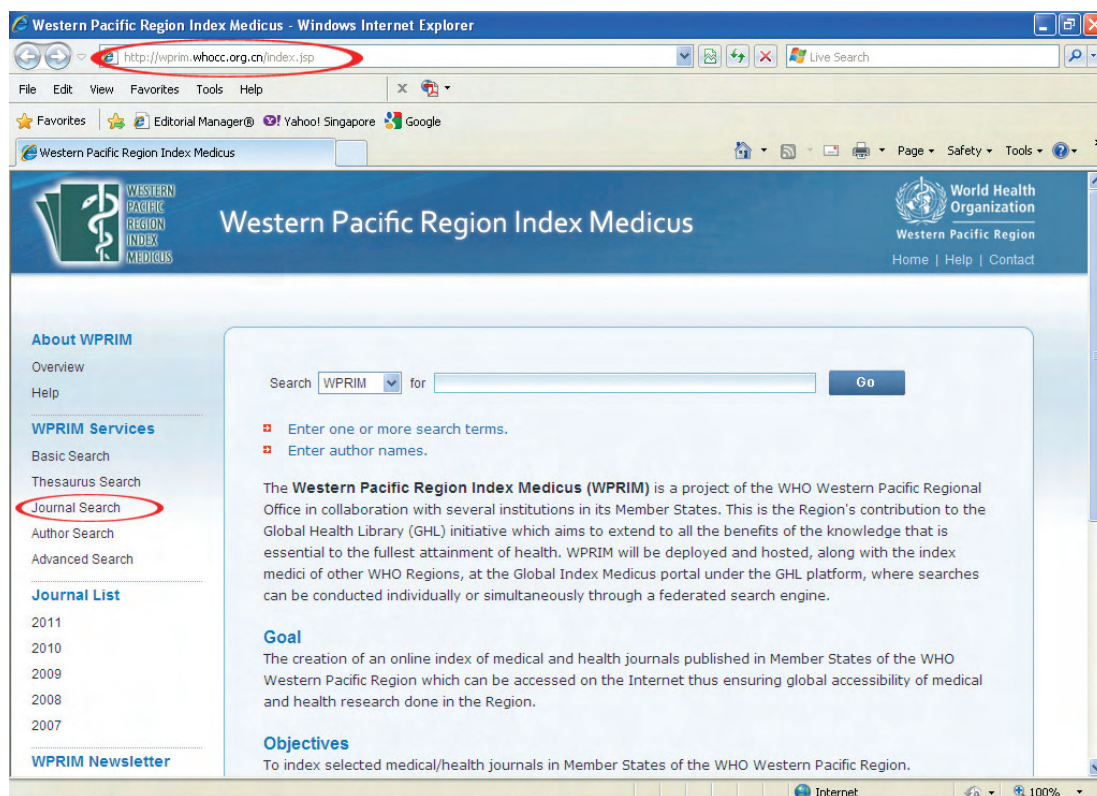 Western Pacific Region Index Medicus - Windows Internet Explorer
http://wprim.whocc.org.cn/index.jsp
Live Search
File Edit View Favorites Tools Help
Favorites Editorial Manager® Yahoo! Singapore Google
Western Pacific Region Index Medicus
Page Safety Tools
WESTERN
PACIFIC
REGION
INDEX
MEDICUS
Western Pacific Region Index Medicus
World Health
Organization
Western Pacific Region
Home | Help | Contact
About WPRIM
Overview
Help
WPRIM Services
Basic Search
Thesaurus Search
Journal Search
Author Search
Advanced Search
Journal List
2011
2010
2009
2008
2007
WPRIM Newsletter
Search WPRIM for Go
Enter one or more search terms.
Enter author names.
The Western Pacific Region Index Medicus (WPRIM) is a project of the WHO Western Pacific Regional
Office in collaboration with several institutions in its Member States. This is the Region's contribution to the
Global Health Library (GHL) initiative which aims to extend to all the benefits of the knowledge that is
essential to the fullest attainment of health. WPRIM will be deployed and hosted, along with the index
medici of other WHO Regions, at the Global Index Medicus portal under the GHL platform, where searches
can be conducted individually or simultaneously through a federated search engine.
Goal
The creation of an online index of medical and health journals published in Member States of the WHO
Western Pacific Region which can be accessed on the Internet thus ensuring global accessibility of medical
and health research done in the Region.
Objectives
To index selected medical/health journals in Member States of the WHO Western Pacific Region.
Internet 100%